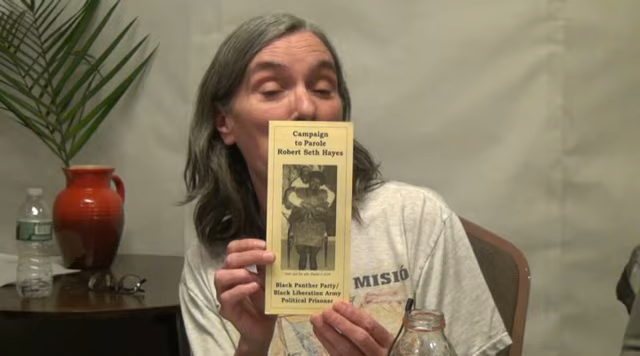 Campaign
to Parole
Robert Seth Hayes
Black Panther Party/
Black Liberation Army
Political Prisoner
MISIÓ